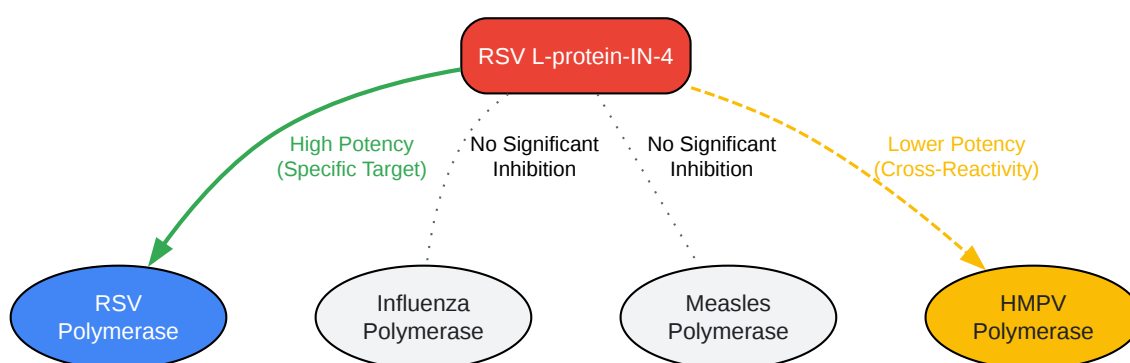 RSV L-protein-IN-4
High Potency
(Specific Target)
No Significant
Inhibition
No Significant
Inhibition
Lower Potency
(Cross-Reactivity)
RSV
Polymerase
Influenza
Polymerase
Measles
Polymerase
HMPV
Polymerase